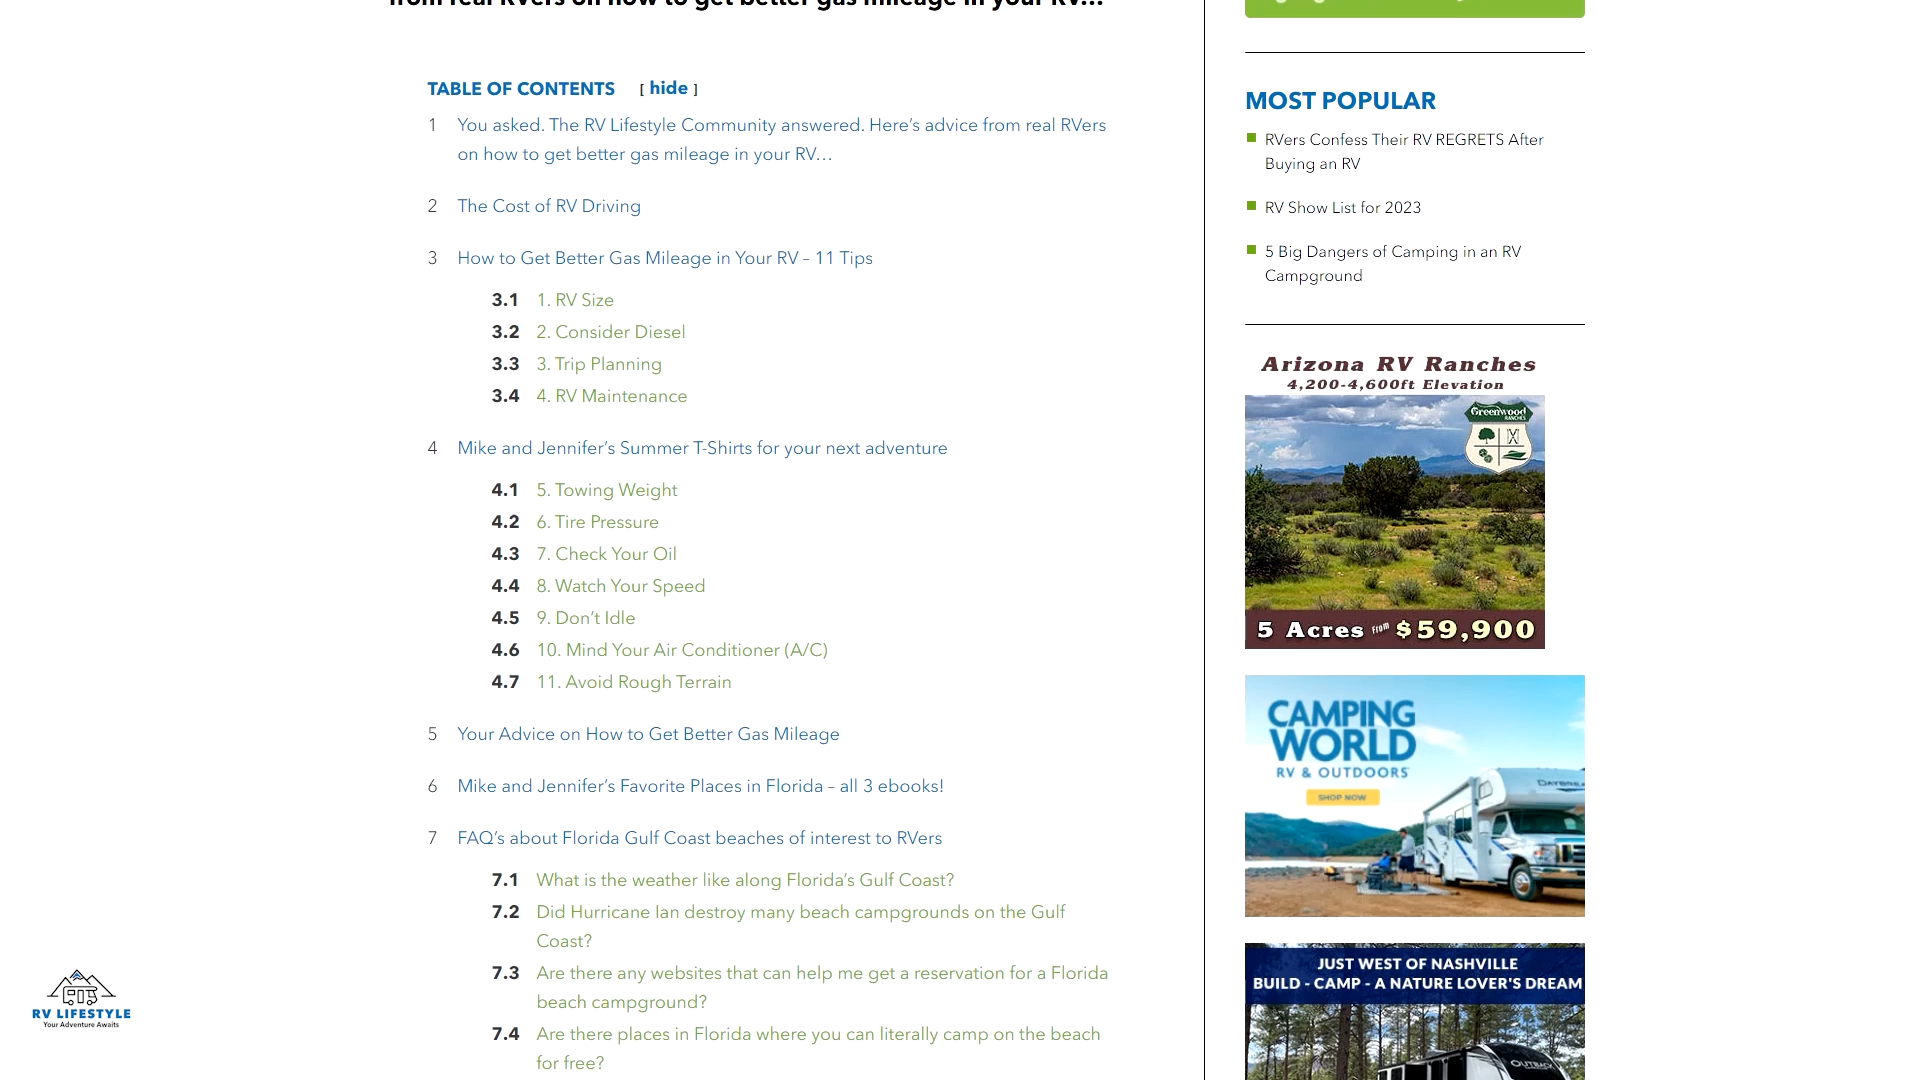 from real RVers on how to get better gas mileage in your RV…
TABLE OF CONTENTS [ hide ]
1 You asked. The RV Lifestyle Community answered. Here’s advice from real RVers
on how to get better gas mileage in your RV…
2 The Cost of RV Driving
3 How to Get Better Gas Mileage in Your RV – 11 Tips
3.1 1. RV Size
3.2 2. Consider Diesel
3.3 3. Trip Planning
3.4 4. RV Maintenance
4 Mike and Jennifer’s Summer T-Shirts for your next adventure
4.1 5. Towing Weight
4.2 6. Tire Pressure
4.3 7. Check Your Oil
4.4 8. Watch Your Speed
4.5 9. Don’t Idle
4.6 10. Mind Your Air Conditioner (A/C)
4.7 11. Avoid Rough Terrain
5 Your Advice on How to Get Better Gas Mileage
6 Mike and Jennifer’s Favorite Places in Florida – all 3 ebooks!
7 FAQ’s about Florida Gulf Coast beaches of interest to RVers
7.1 What is the weather like along Florida’s Gulf Coast?
7.2 Did Hurricane Ian destroy many beach campgrounds on the Gulf
Coast?
7.3 Are there any websites that can help me get a reservation for a Florida
beach campground?
7.4 Are there places in Florida where you can literally camp on the beach
for free?
MOST POPULAR
RVers Confess Their RV REGRETS After
Buying an RV
RV Show List for 2023
5 Big Dangers of Camping in an RV
Campground
Arizona RV Ranches
4,200-4,600ft Elevation
Greenwood
RANCHES
5 Acres From $59,900
CAMPING
WORLD
RV & OUTDOORS
SHOP NOW
DAYBREAK
JUST WEST OF NASHVILLE
BUILD - CAMP - A NATURE LOVER'S DREAM
OUTBACK
RV LIFESTYLE
Your Adventure Awaits